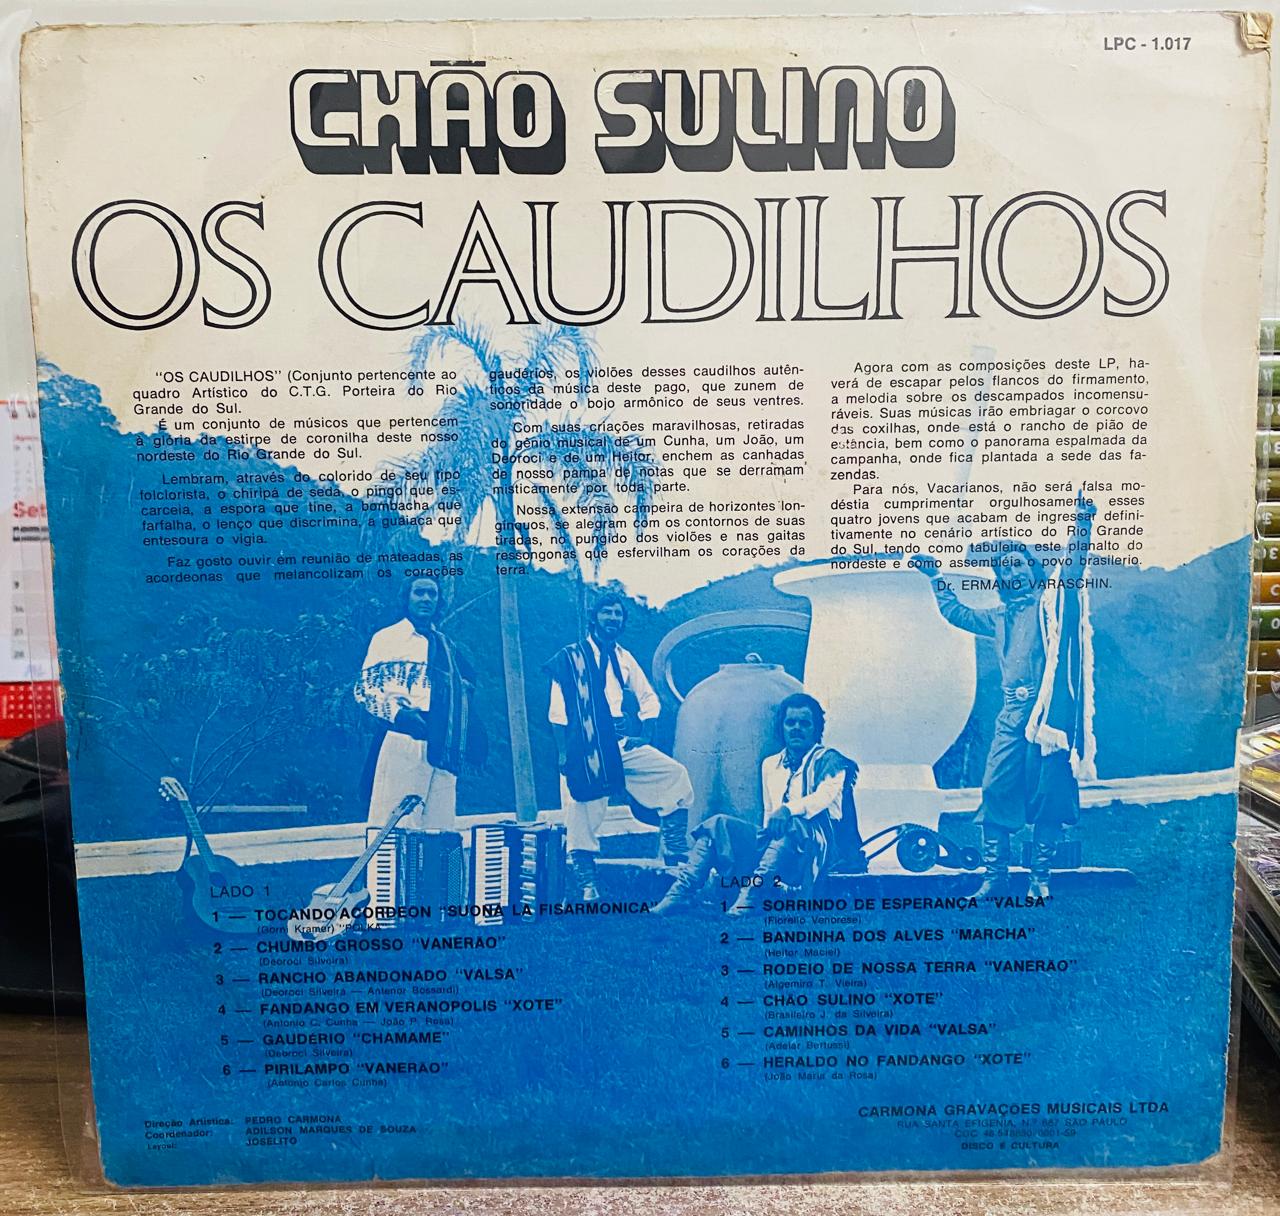 LPC - 1.017
CHÃO SULINO
OS CAUDILHOS
"OS CAUDILHOS" (Conjunto pertencente ao
quadro Artístico do C.T.G. Porteira do Rio
Grande do Sul.
É um conjunto de músicos que pertencem
à glória da estirpe de coronilha deste nosso
nordeste do Rio Grande do Sul.
Lembram, através do colorido de seu tipo
folclorista, o chiripá de seda, o pingo que es-
carceia, a espora que tine, a bombacha que
farfalha, o lenço que discrimina, a guaiaca que
entesoura o vigia.
Faz gosto ouvir em reunião de mateadas, as
acordeonas que melancolizam os corações
gaudérios, os violões desses caudilhos autên-
ticos da música deste pago, que zunem de
sonoridade o bojo armônico de seus ventres.
Com suas criações maravilhosas, retiradas
do gênio musical de um Cunha, um João, um
Deoroci e de um Heitor, enchem as canhadas
de nosso pampa de notas que se derramam
misticamente por toda parte.
Nossa extensão campeira de horizontes lon-
gínquos, se alegram com os contornos de suas
tiradas, no pungido dos violões e nas gaitas
ressongonas que esfervilham os corações da
terra.
Agora com as composições deste LP, ha-
verá de escapar pelos flancos do firmamento,
a melodia sobre os descampados incomensu-
ráveis. Suas músicas irão embriagar o corcovo
das coxilhas, onde está o rancho de pião de
estância, bem como o panorama espalmada da
campanha, onde fica plantada a sede das fa-
zendas.
Para nós, Vacarianos, não será falsa mo-
déstia cumprimentar orgulhosamente esses
quatro jovens que acabam de ingressar defini-
tivamente no cenário artístico do Rio Grande
do Sul, tendo como tabuleiro este planalto do
nordeste e como assembléia o povo brasilerio.
Dr. ERMANO VARASCHIN.
LADO 1
1 — TOCANDO ACORDEON "SUONA LA FISARMONICA"
(Gorni Kramer) "POLKA"
2 — CHUMBO GROSSO "VANERÃO"
(Deoroci Silveira)
3 — RANCHO ABANDONADO "VALSA"
(Deoroci Silveira — Antenor Bossardi)
4 — FANDANGO EM VERANOPOLIS "XOTE"
(Antonio C. Cunha — João P. Rosa)
5 — GAUDÉRIO "CHAMAME"
(Deoroci Silveira)
6 — PIRILAMPO "VANERÃO"
(Antonio Carlos Cunha)
LADO 2
1 — SORRINDO DE ESPERANÇA "VALSA"
(Fiorello Venorese)
2 — BANDINHA DOS ALVES "MARCHA"
(Heitor Maciel)
3 — RODEIO DE NOSSA TERRA "VANERÃO"
(Algemiro T. Vieira)
4 — CHÃO SULINO "XOTE"
(Brasileiro J. da Silveira)
5 — CAMINHOS DA VIDA "VALSA"
(Adelar Bertussi)
6 — HERALDO NO FANDANGO "XOTE"
(João Maria da Rosa)
Direção Artística: PEDRO CARMONA
Coordenador: ADILSON MARQUES DE SOUZA
Layout: JOSELITO
CARMONA GRAVAÇÕES MUSICAIS LTDA
RUA SANTA EFIGENIA, N.º 667 SÃO PAULO
DISCO É CULTURA
Set